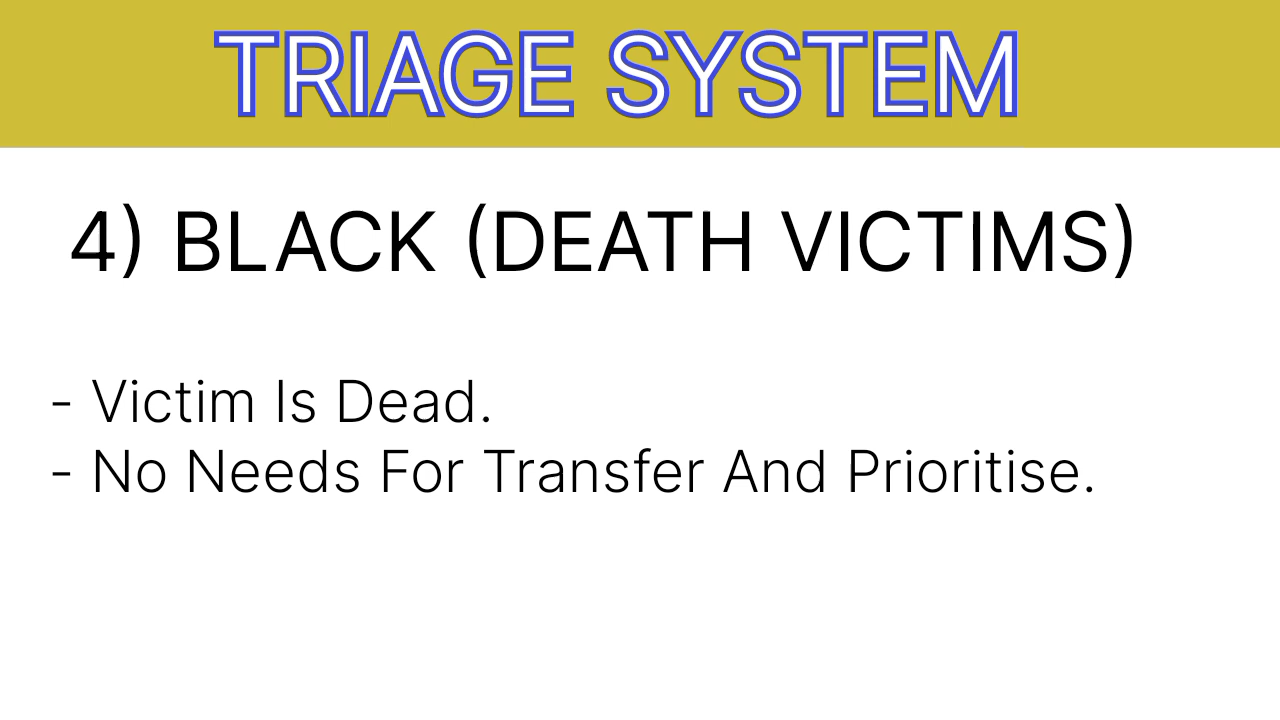 TRIAGE SYSTEM
4) BLACK (DEATH VICTIMS)
- Victim Is Dead.
- No Needs For Transfer And Prioritise.